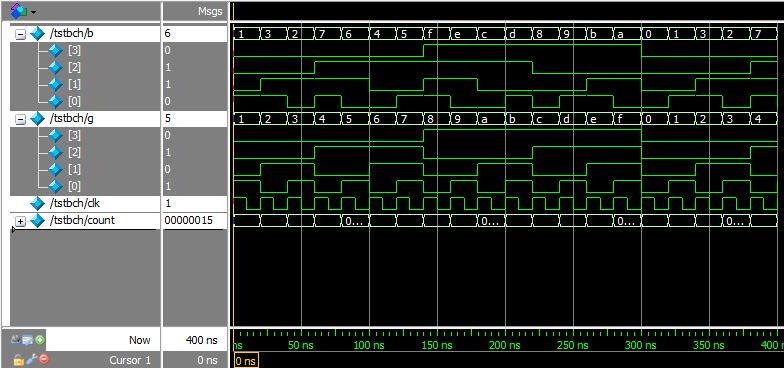 Msgs
/tstbch/b 6 1 3 2 7 6 4 5 f e c d 8 9 b a 0 1 3 2 7
[3] 0
[2] 1
[1] 1
[0] 0
/tstbch/g 5 1 2 3 4 5 6 7 8 9 a b c d e f 0 1 2 3 4
[3] 0
[2] 1
[1] 0
[0] 1
/tstbch/clk 1
/tstbch/count 00000015 0... 0... 0... 0...
Now 400 ns 50 ns 100 ns 150 ns 200 ns 250 ns 300 ns 350 ns 400
Cursor 1 0 ns 0 ns